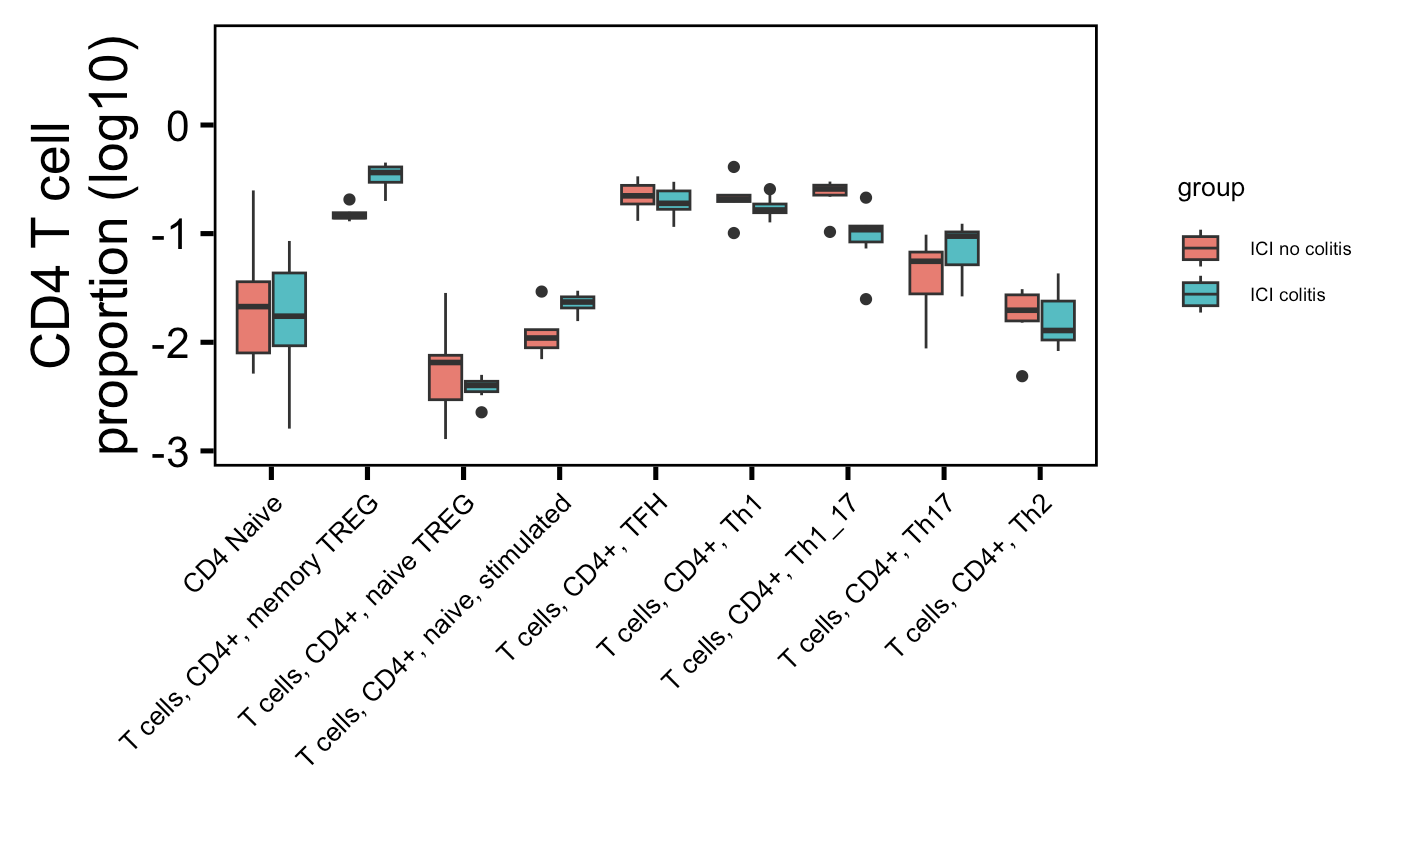 CD4 T cell
proportion (log10)
0
-1
-2
-3
CD4 Naive
T cells, CD4+, memory TREG
T cells, CD4+, naive TREG
T cells, CD4+, naive, stimulated
T cells, CD4+, TFH
T cells, CD4+, Th1
T cells, CD4+, Th1_17
T cells, CD4+, Th17
T cells, CD4+, Th2
group
ICI no colitis
ICI colitis